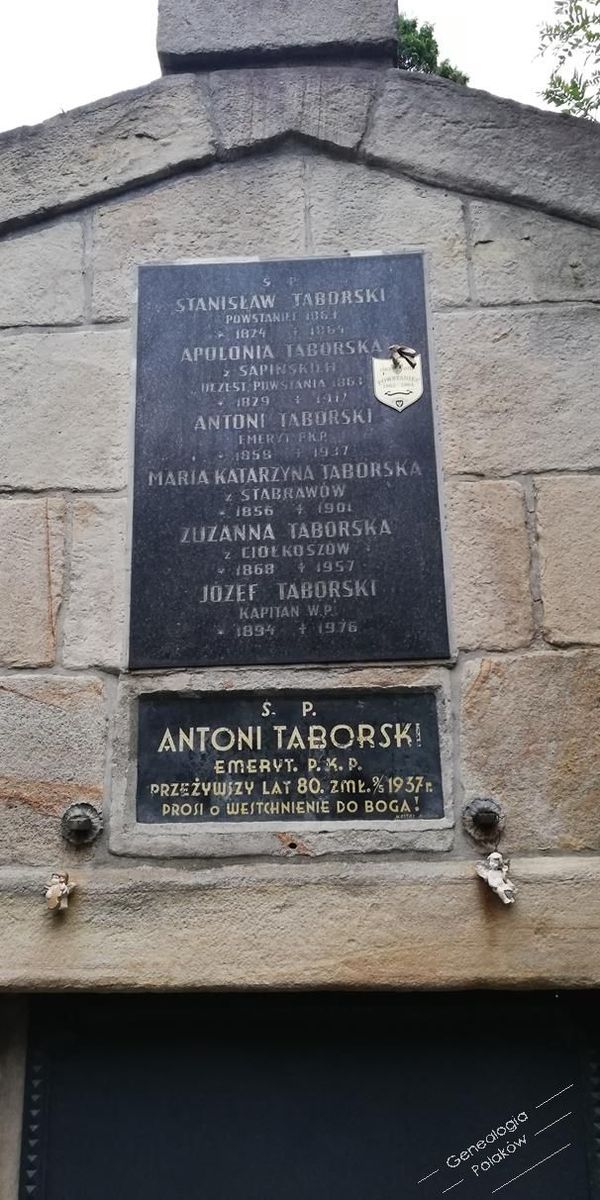 Ś. P.
STANISŁAW TABORSKI
POWSTANIEC 1863
* 1824 + 1864
APOLONIA TABORSKA
z SAPIŃSKICH
UCZEST. POWSTANIA 1863
* 1829 + 1917
POWSTANIEC
ANTONI TABORSKI
EMERYT P.K.P.
* 1858 + 1937
MARIA KATARZYNA TABORSKA
z STABRAWÓW
* 1856 + 1901
ZUZANNA TABORSKA
z CIOŁKOSZÓW
* 1868 + 1957
JÓZEF TABORSKI
KAPITAN W.P.
* 1894 + 1976
Ś. P.
ANTONI TABORSKI
EMERYT. P.K.P.
PRZEŻYWSZY LAT 80. ZMŁ. 1937 r.
PROSI o WESTCHNIENIE DO BOGA!
Genealogia
Polaków